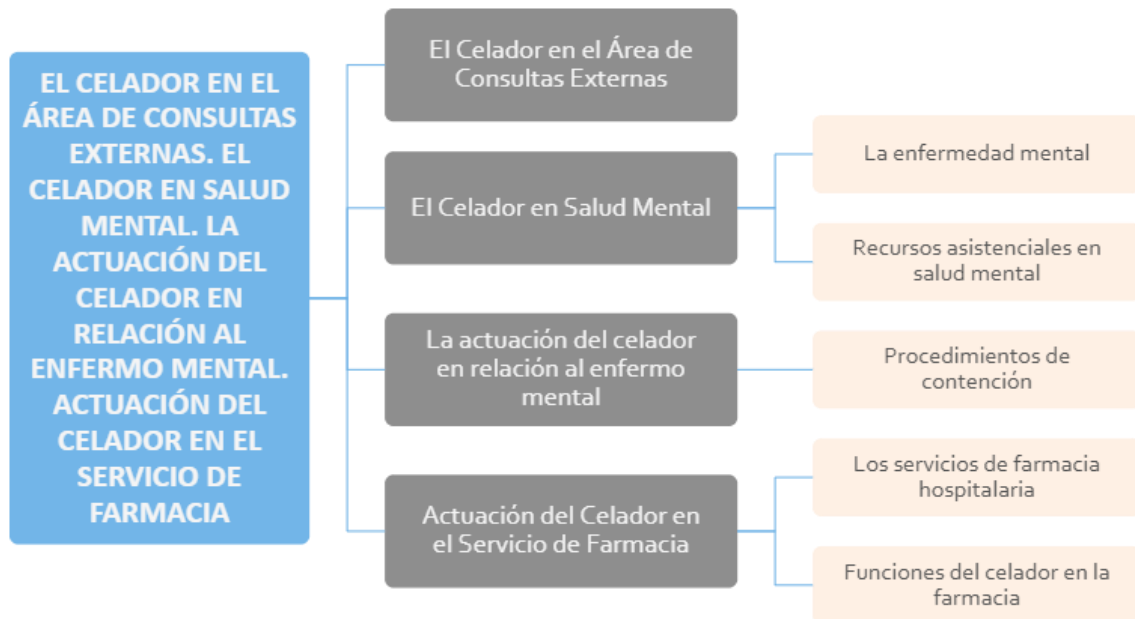 EL CELADOR EN EL
ÁREA DE CONSULTAS
EXTERNAS. EL
CELADOR EN SALUD
MENTAL. LA
ACTUACIÓN DEL
CELADOR EN
RELACIÓN AL
ENFERMO MENTAL.
ACTUACIÓN DEL
CELADOR EN EL
SERVICIO DE
FARMACIA
El Celador en el Área de
Consultas Externas
El Celador en Salud Mental
La enfermedad mental
Recursos asistenciales en
salud mental
La actuación del celador
en relación al enfermo
mental
Procedimientos de
contención
Actuación del Celador en
el Servicio de Farmacia
Los servicios de farmacia
hospitalaria
Funciones del celador en la
farmacia